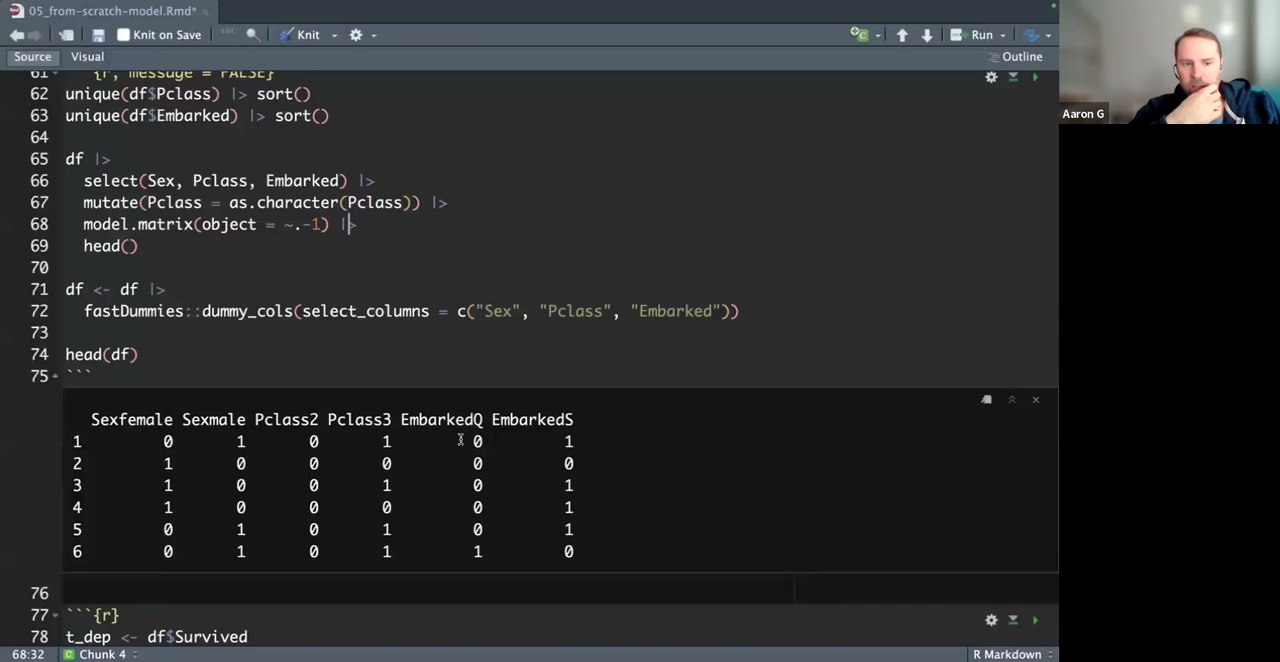 05_from-scratch-model.Rmd*
Knit on Save
ABC
Knit
Run
Source
Visual
Outline
61
{r, message = FALSE}
62 unique(df$Pclass) |> sort()
63 unique(df$Embarked) |> sort()
64
65 df |>
66 select(Sex, Pclass, Embarked) |>
67 mutate(Pclass = as.character(Pclass)) |>
68 model.matrix(object = ~.-1) |>
69 head()
70
71 df <- df |>
72 fastDummies::dummy_cols(select_columns = c("Sex", "Pclass", "Embarked"))
73
74 head(df)
75 ```
Sexfemale Sexmale Pclass2 Pclass3 EmbarkedQ EmbarkedS
1 0 1 0 1 0 1
2 1 0 0 0 0 0
3 1 0 0 1 0 1
4 1 0 0 0 0 1
5 0 1 0 1 0 1
6 0 1 0 1 1 0
76
77 ```{r}
78 t_dep <- df$Survived
68:32
Chunk 4
R Markdown
Aaron G